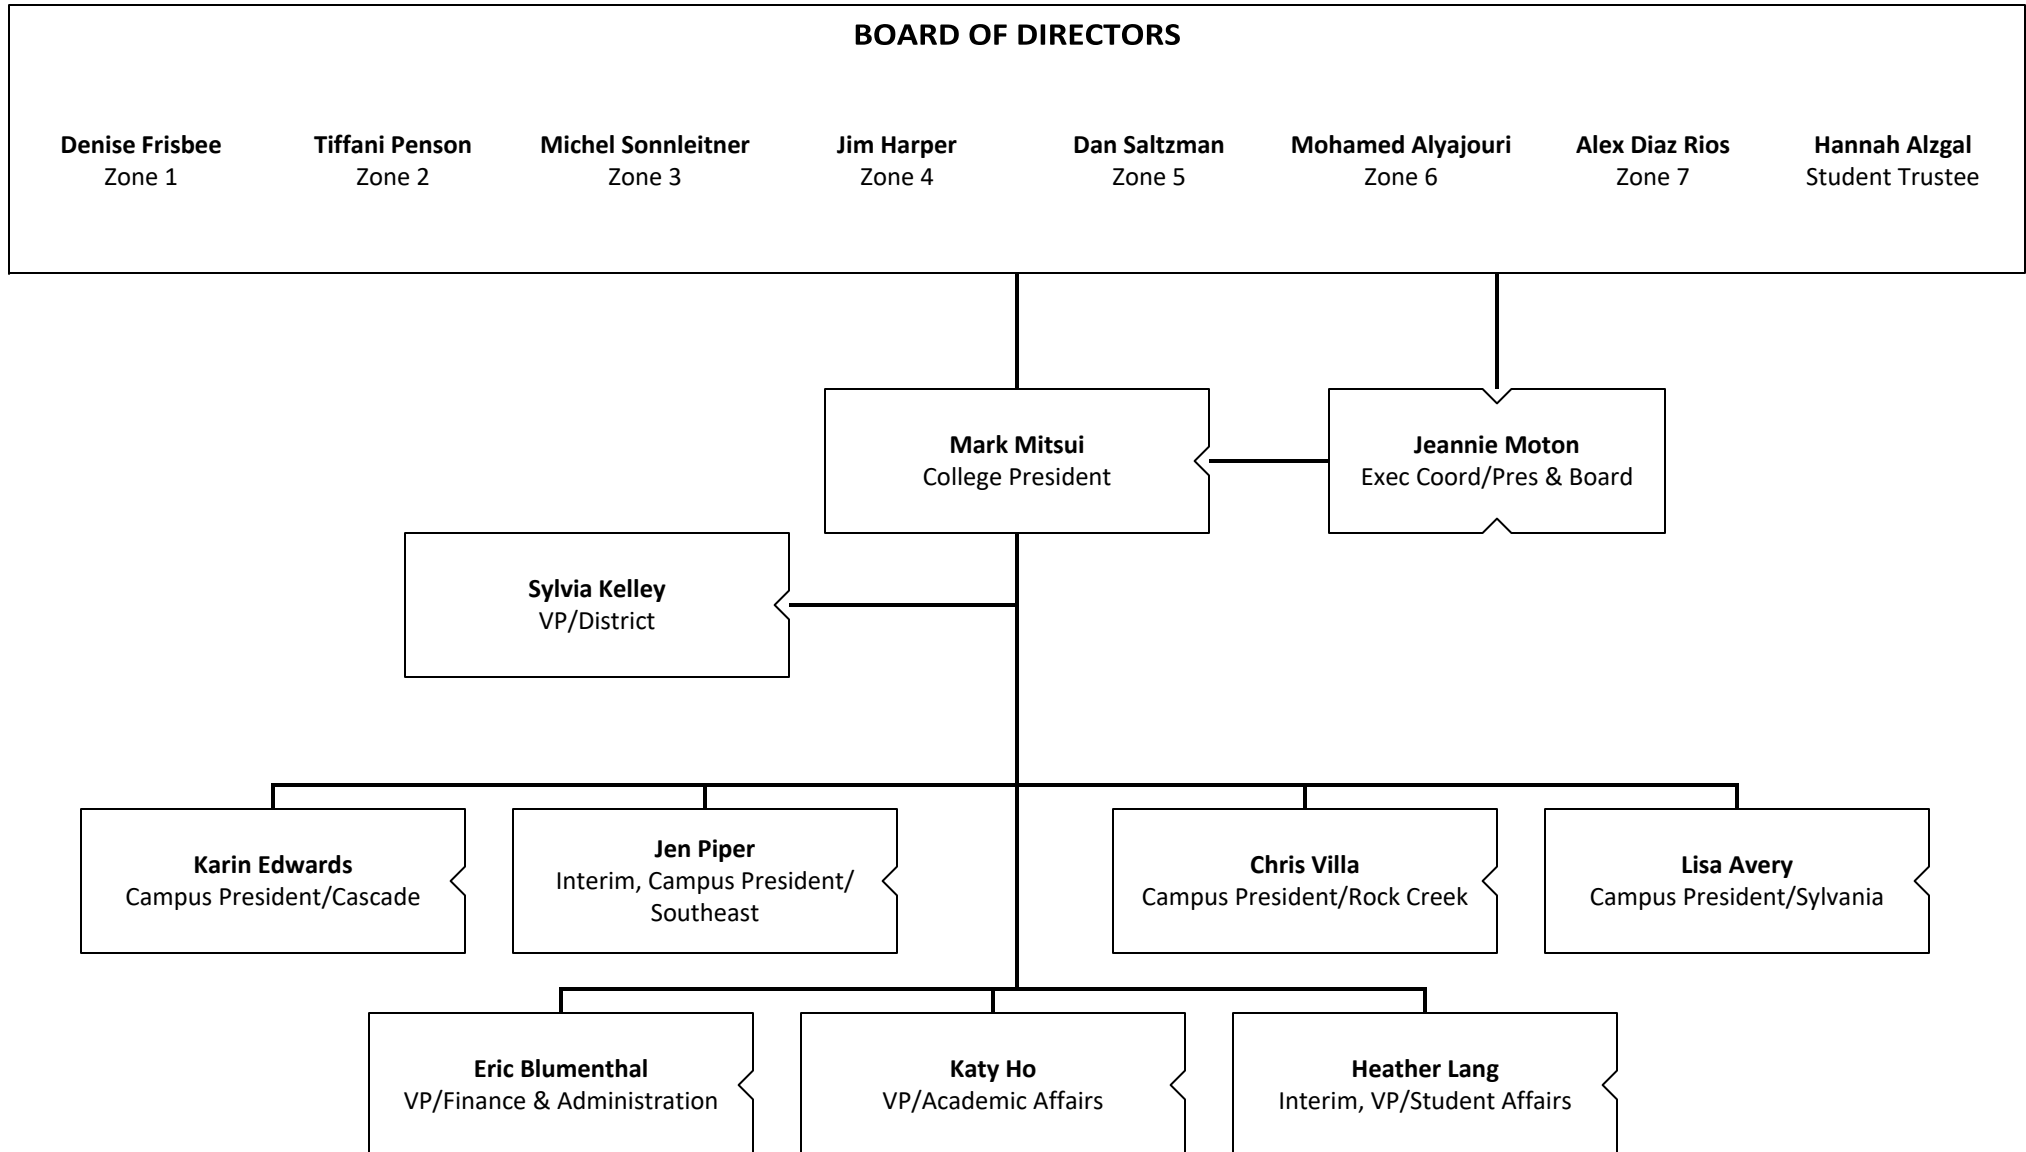 BOARD OF DIRECTORS
Denise Frisbee
Zone 1
Tiffani Penson
Zone 2
Michel Sonnleitner
Zone 3
Jim Harper
Zone 4
Dan Saltzman
Zone 5
Mohamed Alyajouri
Zone 6
Alex Diaz Rios
Zone 7
Hannah Alzgal
Student Trustee
Mark Mitsui
College President
Jeannie Moton
Exec Coord/Pres & Board
Sylvia Kelley
VP/District
Karin Edwards
Campus President/Cascade
Jen Piper
Interim, Campus President/
Southeast
Chris Villa
Campus President/Rock Creek
Lisa Avery
Campus President/Sylvania
Eric Blumenthal
VP/Finance & Administration
Katy Ho
VP/Academic Affairs
Heather Lang
Interim, VP/Student Affairs